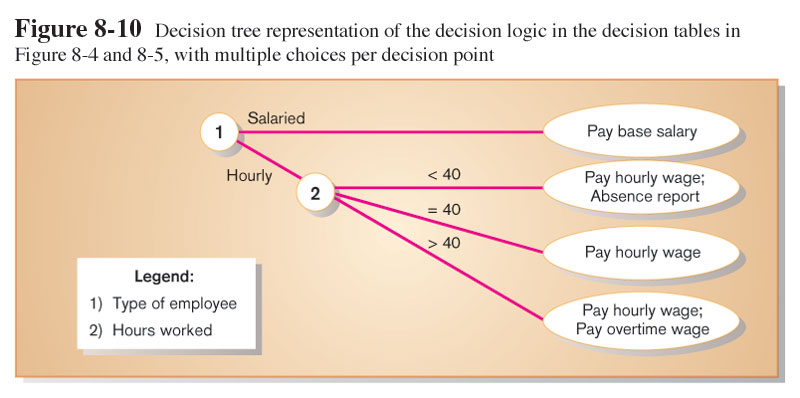 Figure 8-10 Decision tree representation of the decision logic in the decision tables in
Figure 8-4 and 8-5, with multiple choices per decision point
1
Salaried
Pay base salary
Hourly
2
< 40
Pay hourly wage;
Absence report
= 40
Pay hourly wage
> 40
Pay hourly wage;
Pay overtime wage
Legend:
1) Type of employee
2) Hours worked